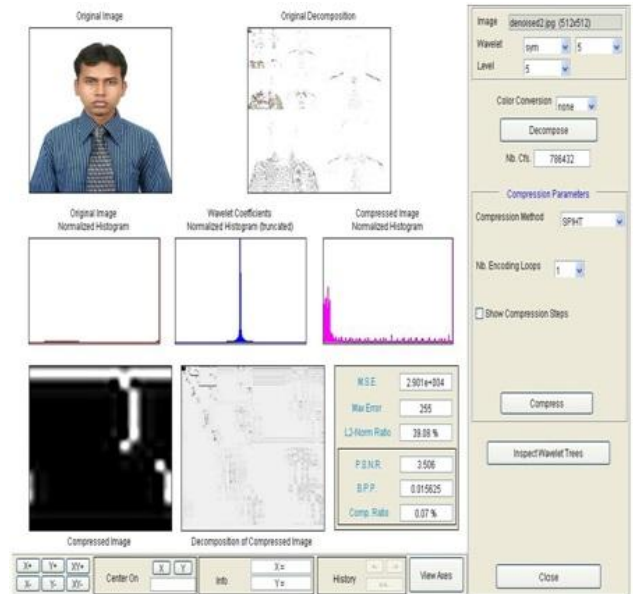 Original Image
Original Decomposition
Original Image
Normalized Histogram
Wavelet Coefficients
Normalized Histogram (truncated)
Compressed Image
Normalized Histogram
M.S.E.
2.901e+004
Max Error
255
L2-Norm Ratio
39.08 %
P.S.N.R.
3.506
B.P.P.
0.015625
Comp. Ratio
0.07 %
Compressed Image
Decomposition of Compressed Image
X+
Y+
XY+
X-
Y-
XY-
Center On
X
Y
Info
X =
Y =
History
View Axes
Image
denoised2.jpg (512x512)
Wavelet
sym
5
Level
5
Color Conversion
none
Decompose
Nb. Cfs.
786432
Compression Parameters
Compression Method
SPIHT
Nb. Encoding Loops
1
Show Compression Steps
Compress
Inspect Wavelet Trees
Close